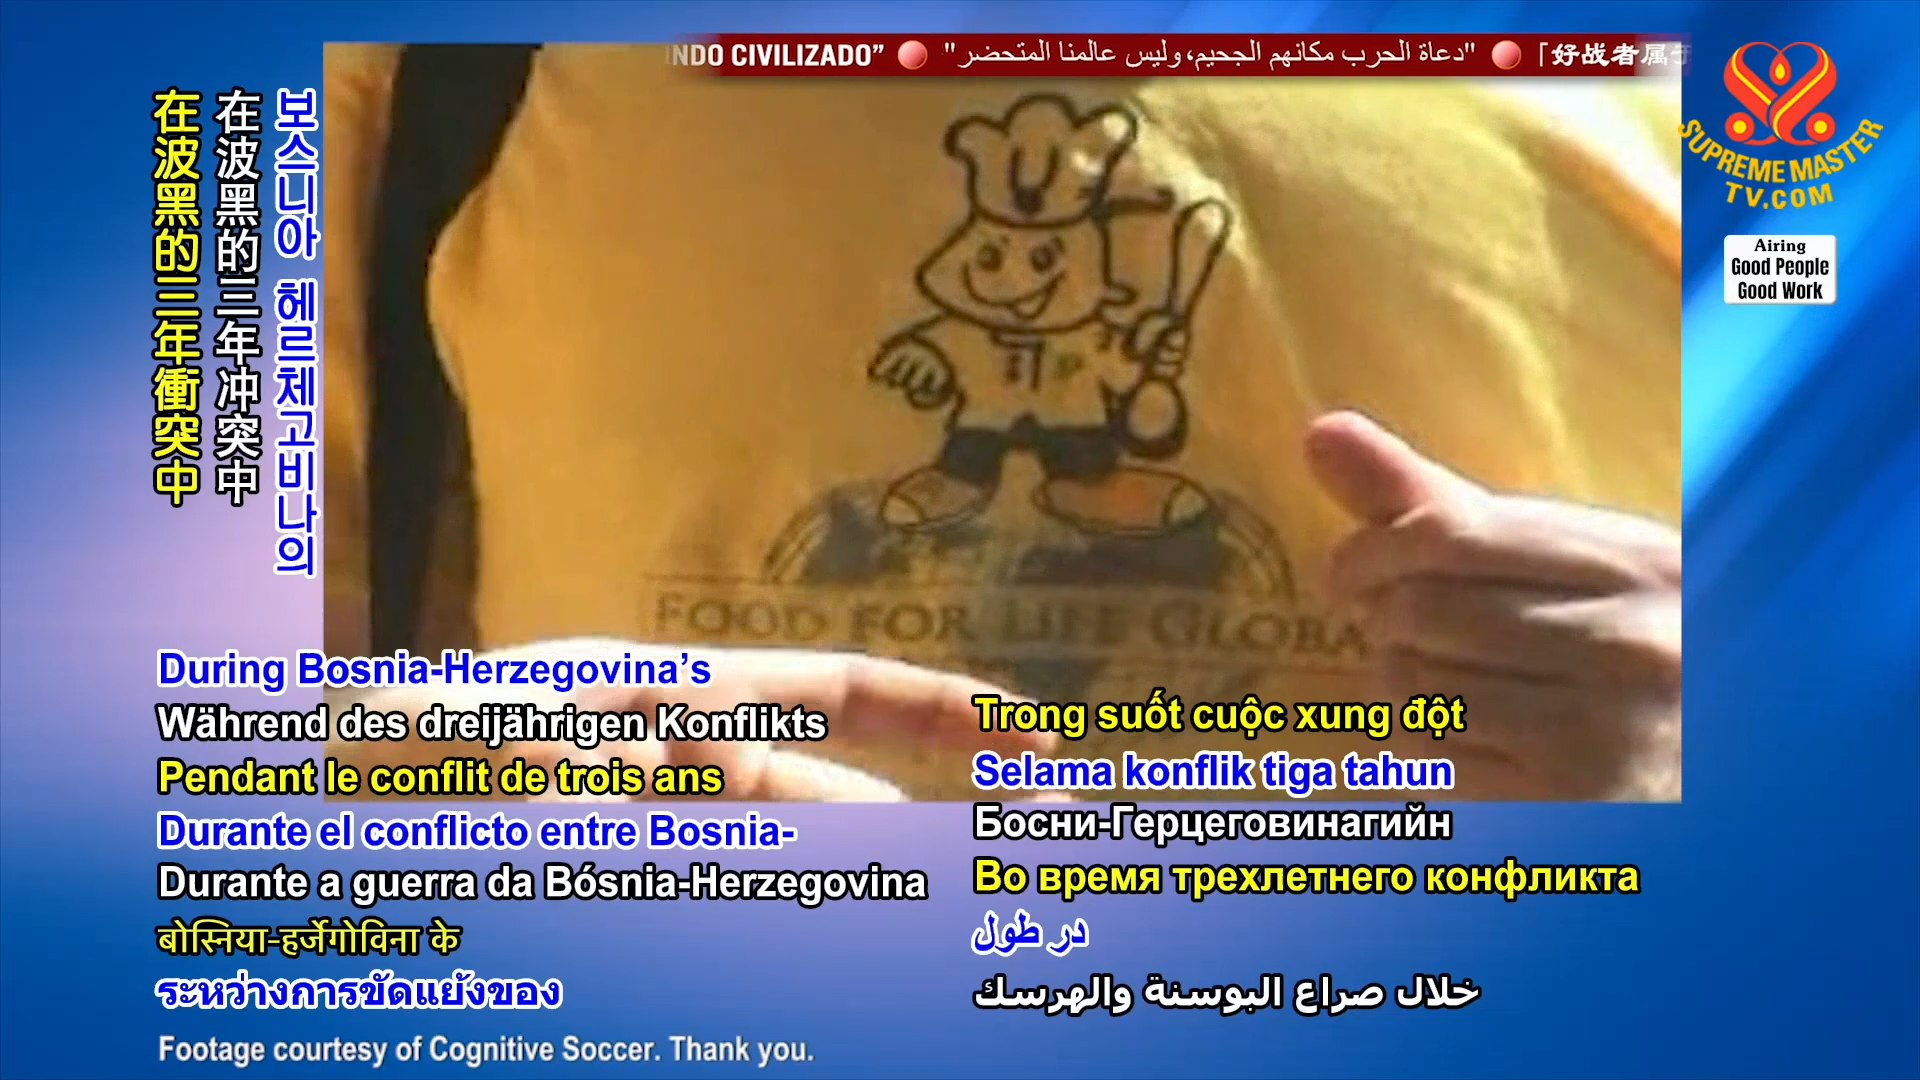 NDO CIVILIZADO” "دعاة الحرب مكانهم الجحيم، وليس عالمنا المتحضر" 「好战者属于
SUPREME MASTER
TV.COM
Airing
Good People
Good Work
在波黑的三年衝突中
在波黑的三年冲突中
보스니아 헤르체고비나의
FOOD FOR LIFE GLOBA
During Bosnia-Herzegovina’s
Während des dreijährigen Konflikts
Pendant le conflit de trois ans
Durante el conflicto entre Bosnia-
Durante a guerra da Bósnia-Herzegovina
बोस्निया-हर्जेगोविना के
ระหว่างการขัดแย้งของ
Trong suốt cuộc xung đột
Selama konflik tiga tahun
Босни-Герцеговинагийн
Во время трехлетнего конфликта
در طول
خلال صراع البوسنة والهرسك
Footage courtesy of Cognitive Soccer. Thank you.